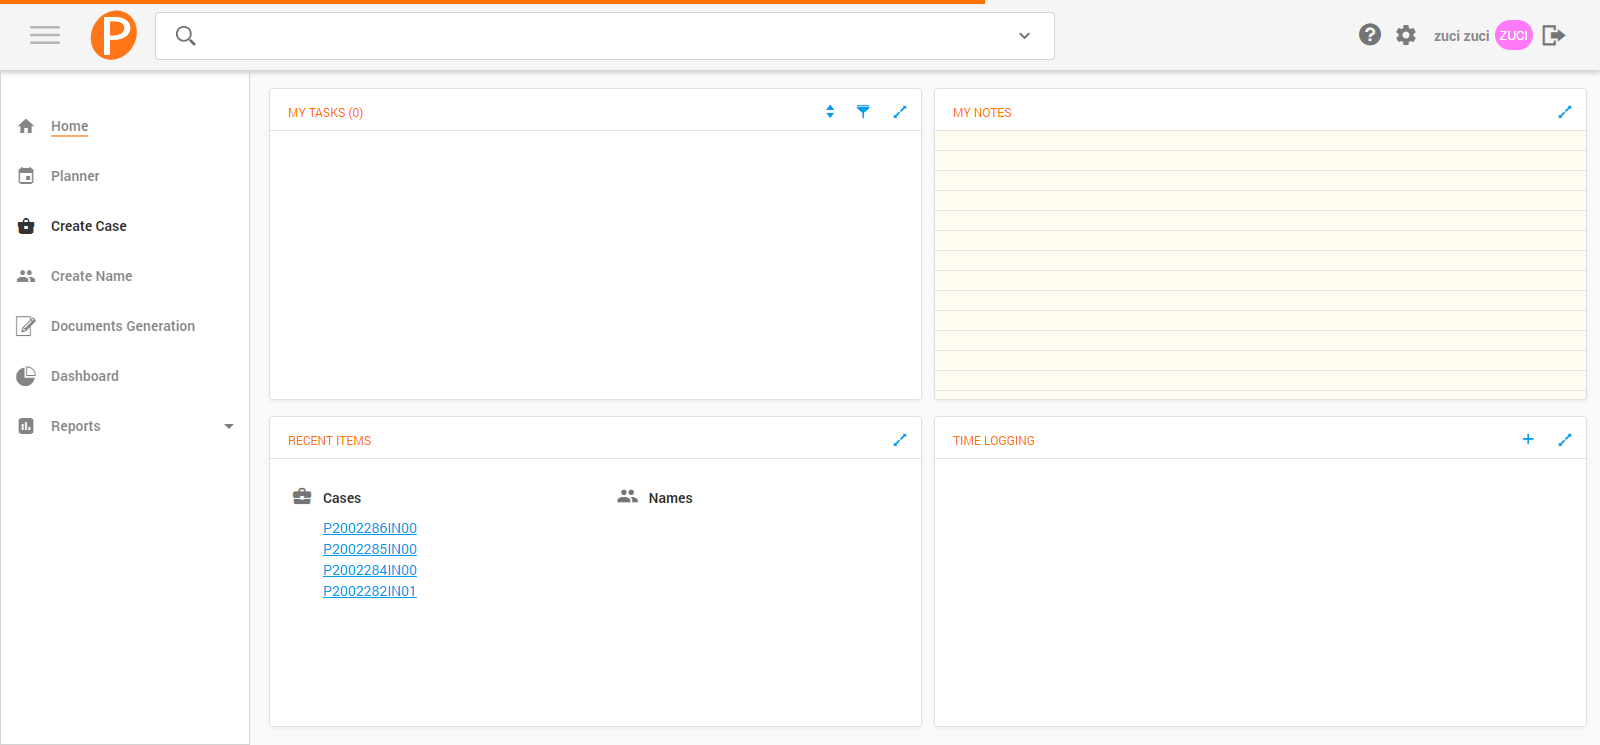 P
zuci zuci
ZUCI
Home
Planner
Create Case
Create Name
Documents Generation
Dashboard
Reports
MY TASKS (0)
MY NOTES
RECENT ITEMS
Cases
P2002286IN00
P2002285IN00
P2002284IN00
P2002282IN01
Names
TIME LOGGING